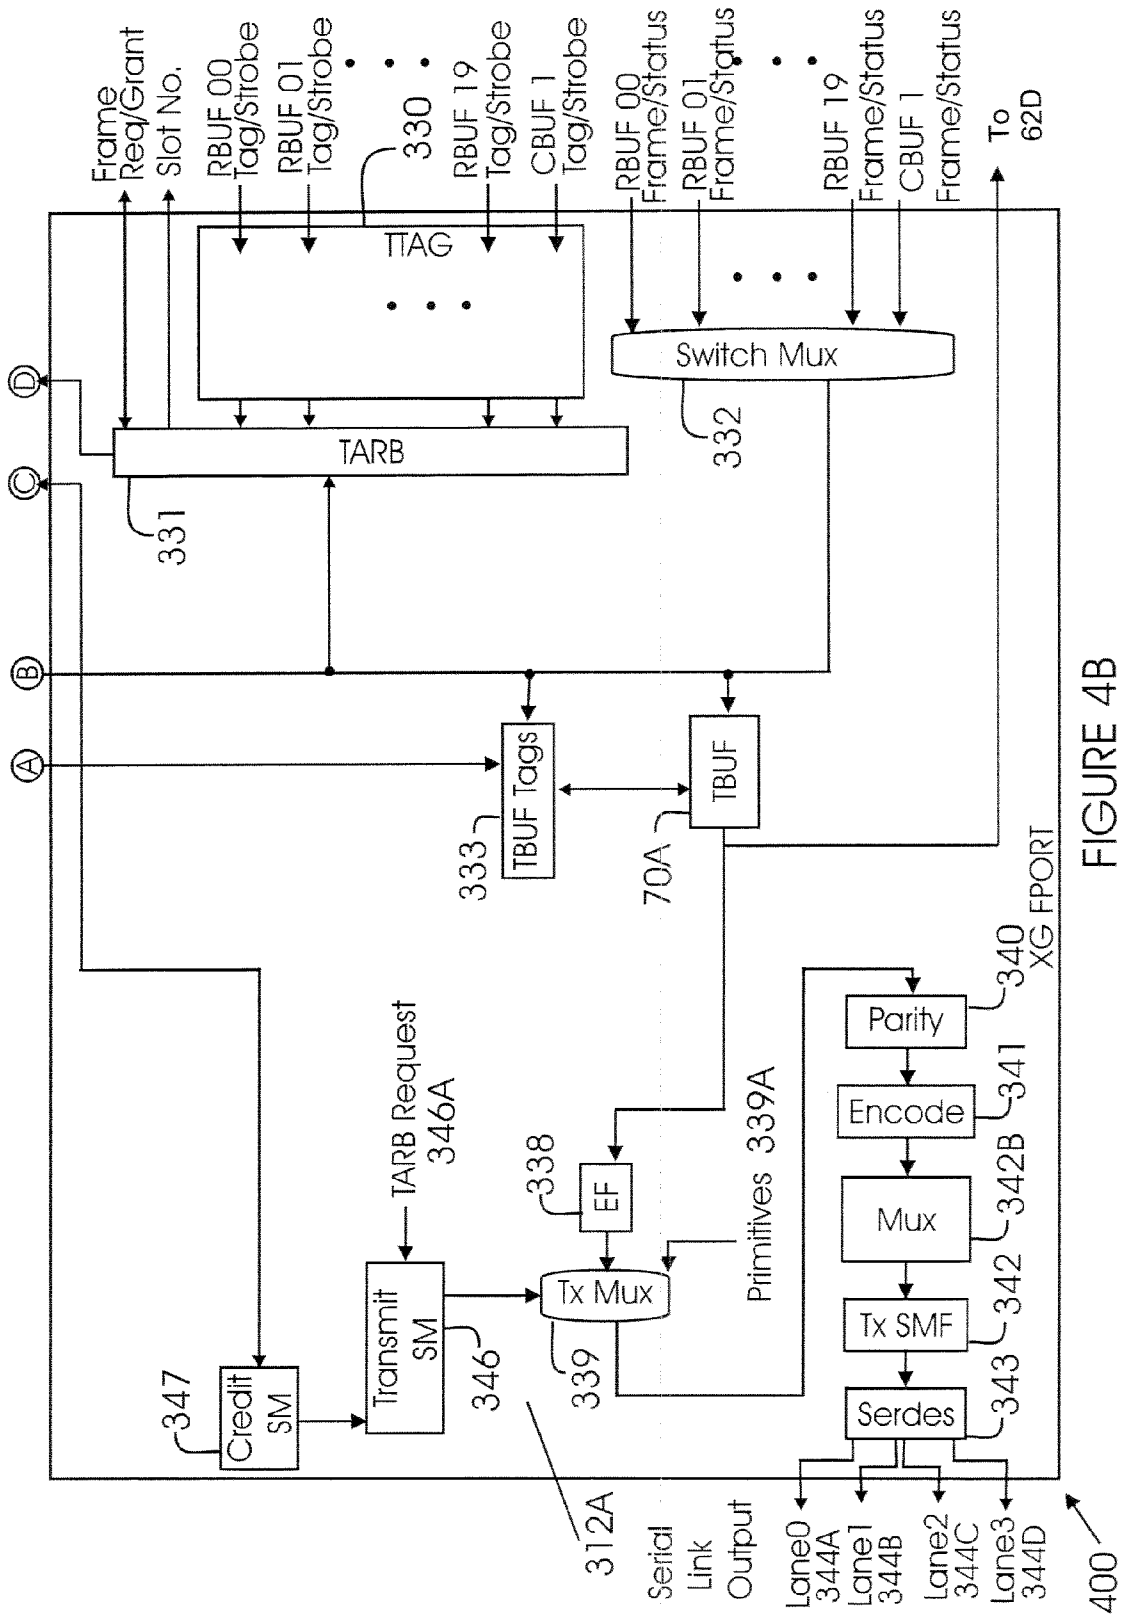 Frame
Req/Grant
Slot No.
RBUF 00
Tag/Strobe
RBUF 01
Tag/Strobe
330
RBUF 19
Tag/Strobe
CBUF 1
Tag/Strobe
RBUF 00
Frame/Status
RBUF 01
Frame/Status
RBUF 19
Frame/Status
CBUF 1
Frame/Status
To
62D
TTAG
Switch Mux
332
D
TARB
331
C
B
A
TBUF Tags
333
TBUF
70A
Credit
SM
347
Transmit
SM
346
TARB Request
346A
EF
338
Tx Mux
339
Primitives 339A
Parity
340
Encode
341
Mux
342B
Tx SMF
342
Serdes
343
XG FPORT
312A
Serial
Link
Output
Lane0
344A
Lane1
344B
Lane2
344C
Lane3
344D
400
FIGURE 4B